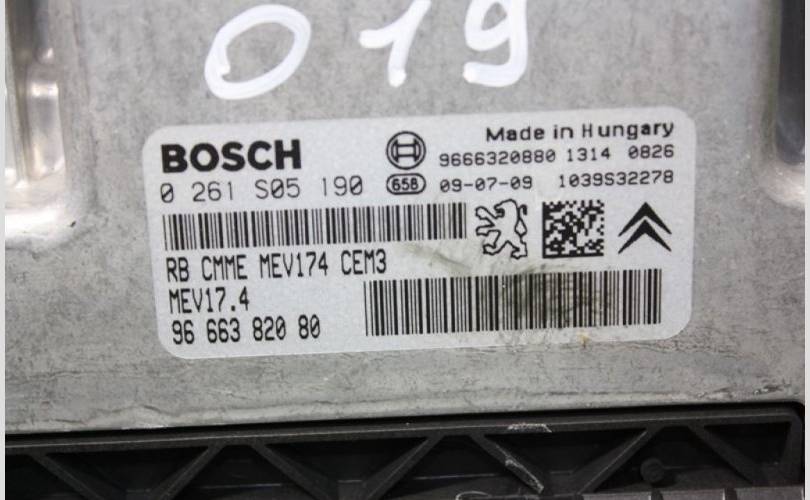 019
BOSCH
Made in Hungary
9666320880 1314 0826
0 261 S05 190
658
09-07-09 1039S32278
RB CMME MEV174 CEM3
MEV17.4
96 663 820 80